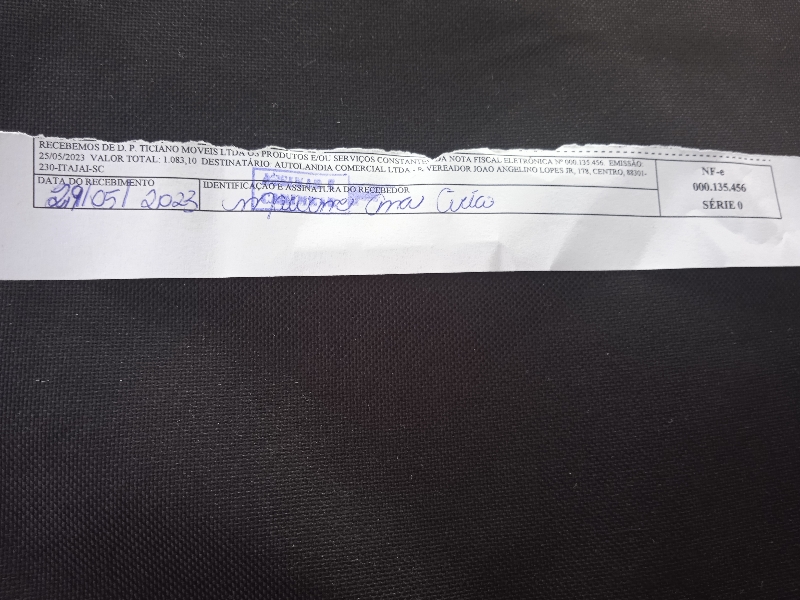 RECEBEMOS DE D. P. TICIANO MOVEIS LTDA OS PRODUTOS E/OU SERVIÇOS CONSTANTES DA NOTA FISCAL ELETRÔNICA Nº 000.135.456 EMISSÃO
25/05/2023 VALOR TOTAL: 1.083,10 DESTINATÁRIO AUTOLANDIA COMERCIAL LTDA - R. VEREADOR JOAO ANGELINO LOPES JR, 178, CENTRO, 88301-
230-ITAJAI-SC
DATA DO RECEBIMENTO
IDENTIFICAÇÃO E ASSINATURA DO RECEBEDOR
29/05/2023
NF-e
000.135.456
SÉRIE 0